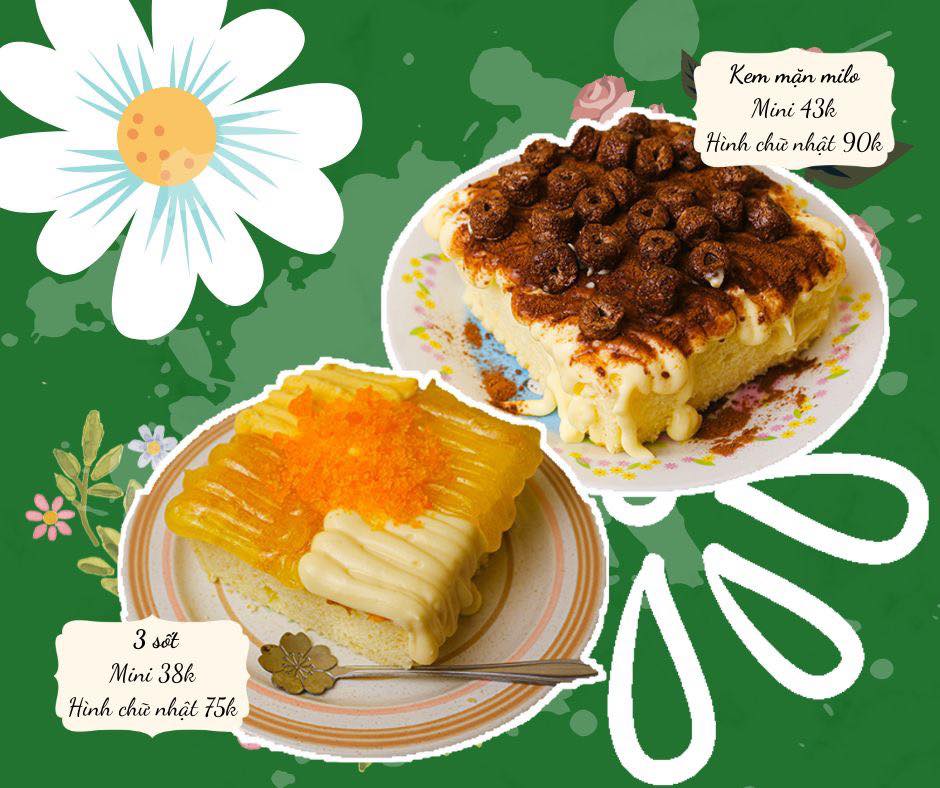 Kem mặn milo
Mini 43k
Hình chữ nhật 90k
3 sốt
Mini 38k
Hình chữ nhật 75k